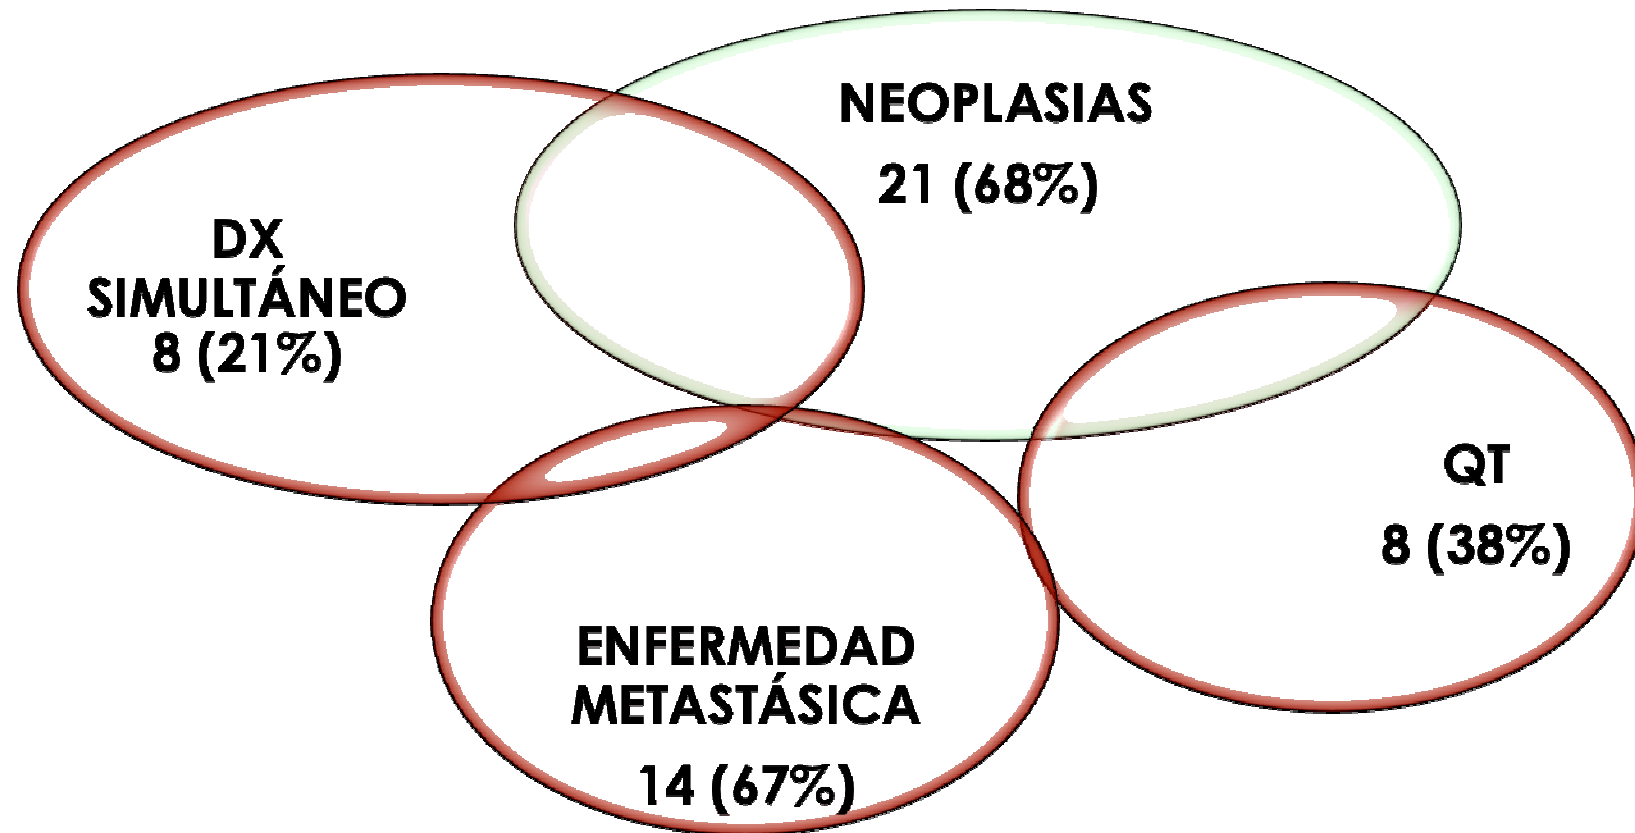 NEOPLASIAS
21 (68%)
DX
SIMULTÁNEO
8 (21%)
QT
8 (38%)
ENFERMEDAD
METASTÁSICA
14 (67%)